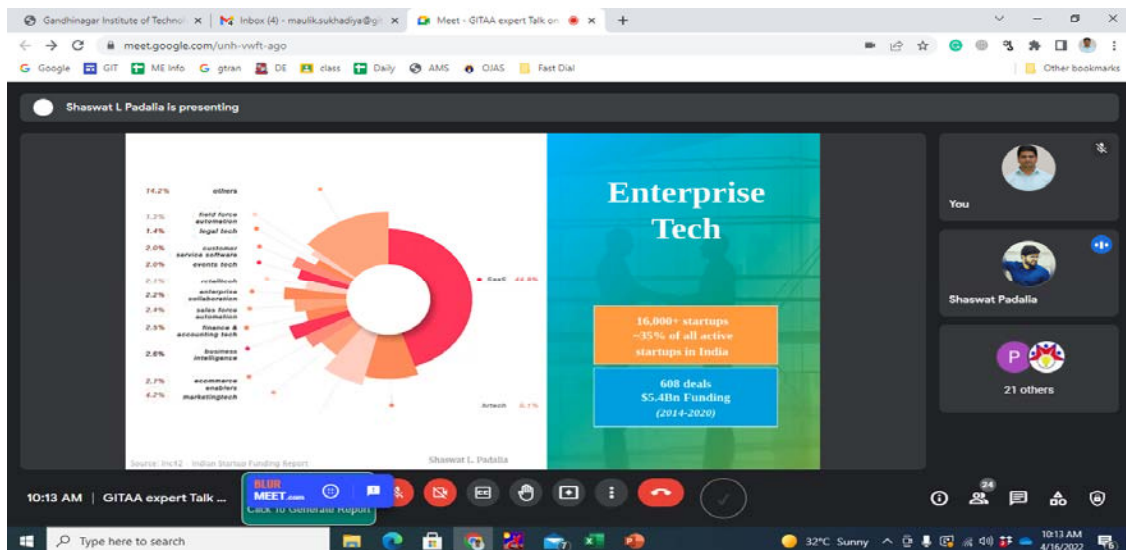 Gandhinagar Institute of Technol
Inbox (4) - maulik.sukhadiya@gi
Meet - GITAA expert Talk on
meet.google.com/unh-vwft-ago
Google GIT ME Info gtran DE class Daily AMS OJAS Fast Dial Other bookmarks
Shaswat L Padalia is presenting
14.2% others
field force
automation
1.4% legal tech
2.0% customer
service software
2.0% events tech
2.2% enterprise
collaboration
2.4% sales force
automation
2.5% finance &
accounting tech
2.6% business
intelligence
2.7% ecommerce
enablers
4.2% marketingtech
SaaS
Source: Inc42 - Indian Startup Funding Report
Shaswat L. Padalia
Enterprise
Tech
16,000+ startups
~35% of all active
startups in India
608 deals
$5.4Bn Funding
(2014-2020)
You
Shaswat Padalia
P
21 others
10:13 AM | GITAA expert Talk ...
BLUR
MEET.com
Click To Generate Report
24
Type here to search
32°C Sunny
10:13 AM
4/16/2022